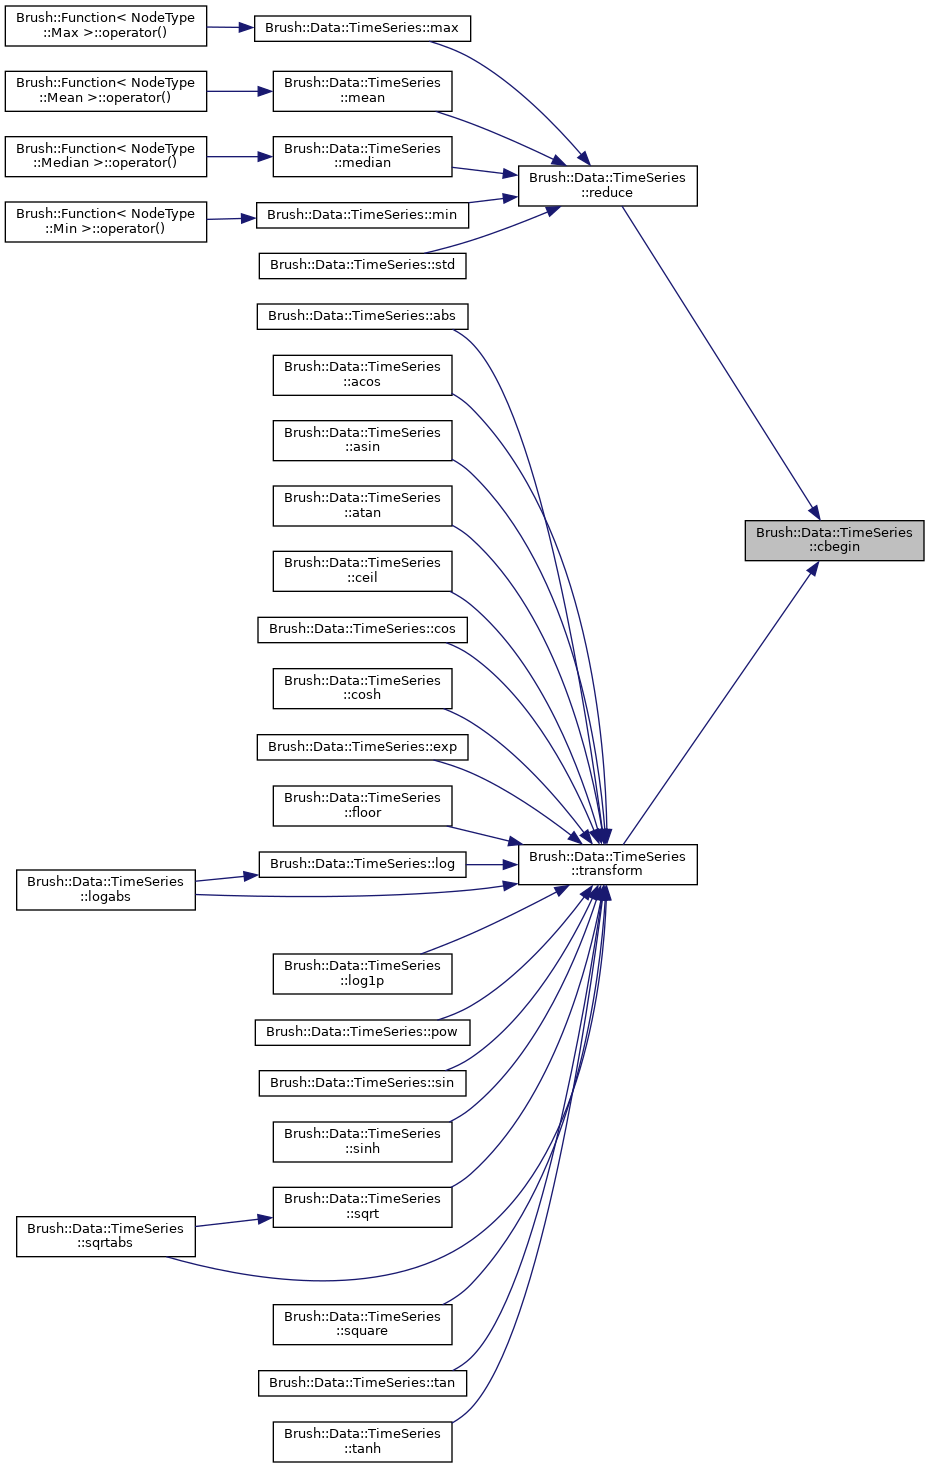 Brush::Function< NodeType
::Max >::operator()
Brush::Data::TimeSeries::max
Brush::Function< NodeType
::Mean >::operator()
Brush::Data::TimeSeries
::mean
Brush::Function< NodeType
::Median >::operator()
Brush::Data::TimeSeries
::median
Brush::Data::TimeSeries
::reduce
Brush::Function< NodeType
::Min >::operator()
Brush::Data::TimeSeries::min
Brush::Data::TimeSeries::std
Brush::Data::TimeSeries::abs
Brush::Data::TimeSeries
::acos
Brush::Data::TimeSeries
::asin
Brush::Data::TimeSeries
::atan
Brush::Data::TimeSeries
::cbegin
Brush::Data::TimeSeries
::ceil
Brush::Data::TimeSeries::cos
Brush::Data::TimeSeries
::cosh
Brush::Data::TimeSeries::exp
Brush::Data::TimeSeries
::floor
Brush::Data::TimeSeries
::transform
Brush::Data::TimeSeries::log
Brush::Data::TimeSeries
::logabs
Brush::Data::TimeSeries
::log1p
Brush::Data::TimeSeries::pow
Brush::Data::TimeSeries::sin
Brush::Data::TimeSeries
::sinh
Brush::Data::TimeSeries
::sqrt
Brush::Data::TimeSeries
::sqrtabs
Brush::Data::TimeSeries
::square
Brush::Data::TimeSeries::tan
Brush::Data::TimeSeries
::tanh